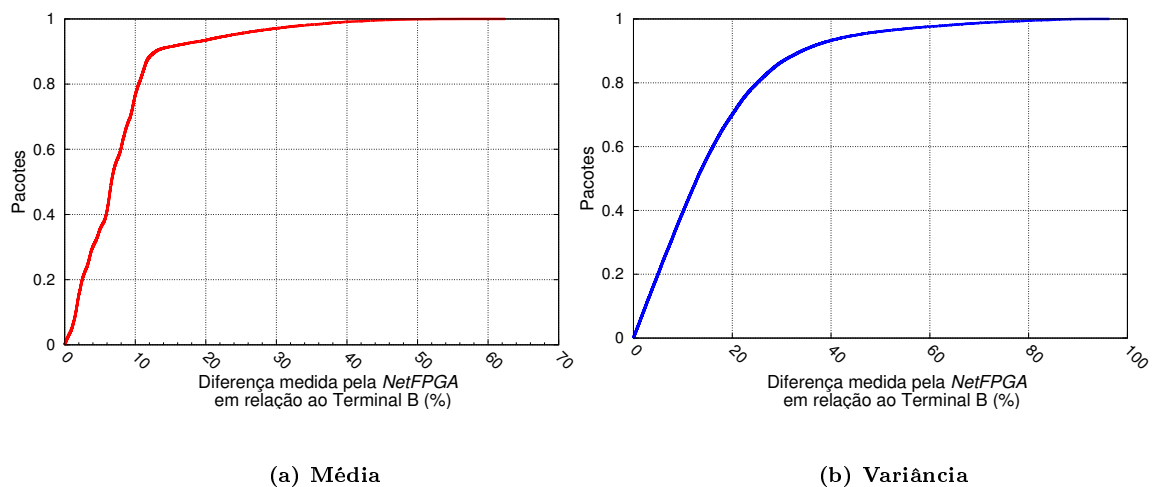 1
0.8
0.6
0.4
0.2
0
Pacotes
0 10 20 30 40 50 60 70
Diferença medida pela NetFPGA
em relação ao Terminal B (%)
(a) Média
1
0.8
0.6
0.4
0.2
0
Pacotes
0 20 40 60 80 100
Diferença medida pela NetFPGA
em relação ao Terminal B (%)
(b) Variância